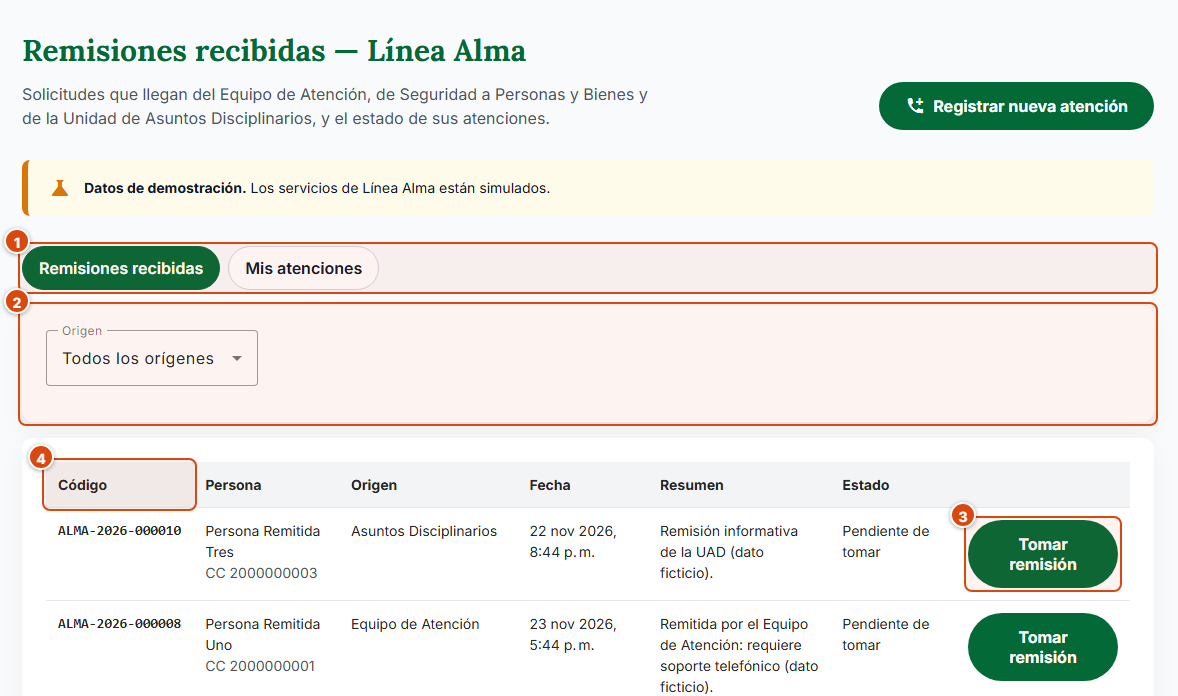 Remisiones recibidas — Línea Alma
Solicitudes que llegan del Equipo de Atención, de Seguridad a Personas y Bienes y
de la Unidad de Asuntos Disciplinarios, y el estado de sus atenciones.
Registrar nueva atención
Datos de demostración. Los servicios de Línea Alma están simulados.
1
Remisiones recibidas
Mis atenciones
2
Origen
Todos los orígenes
4
Código
Persona
Origen
Fecha
Resumen
Estado
ALMA-2026-000010
Persona Remitida
Tres
CC 2000000003
Asuntos Disciplinarios
22 nov 2026,
8:44 p. m.
Remisión informativa
de la UAD (dato
ficticio).
Pendiente de
tomar
3
Tomar
remisión
ALMA-2026-000008
Persona Remitida
Uno
CC 2000000001
Equipo de Atención
23 nov 2026,
5:44 p. m.
Remitida por el Equipo
de Atención: requiere
soporte telefónico (dato
ficticio).
Pendiente de
tomar
Tomar
remisión